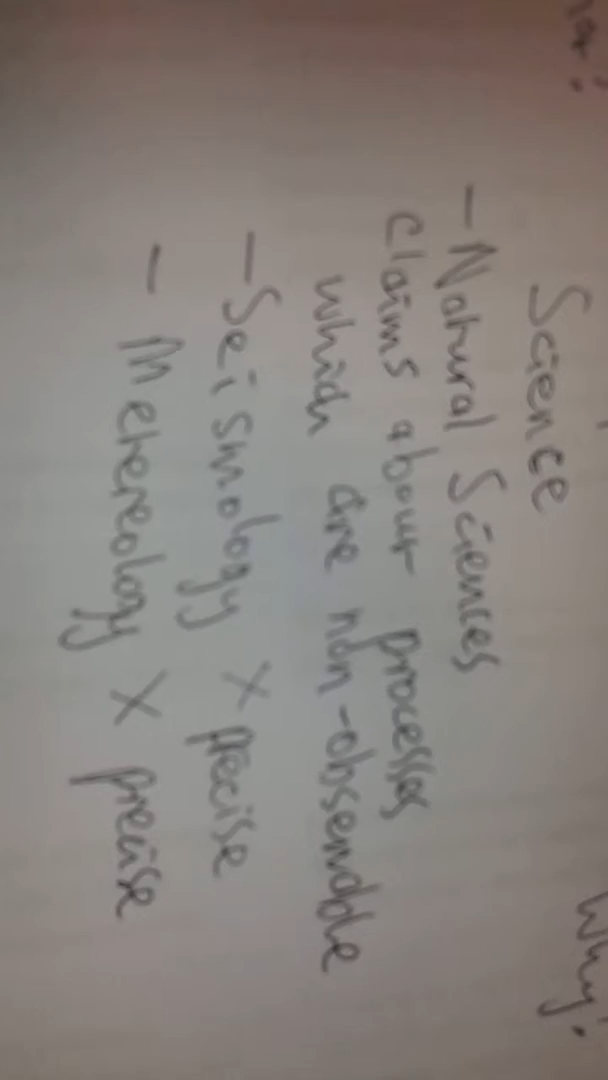 Why?
Science
- Natural Sciences
claims about processes
which are non-observable
- Seismology X precise
- Metereology X precise